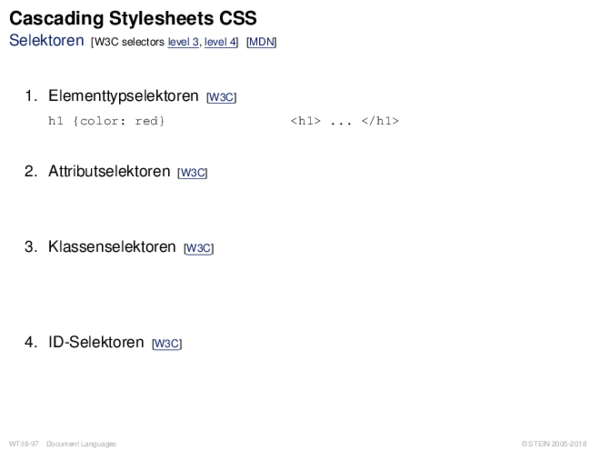 Cascading Stylesheets CSS
Selektoren [W3C selectors level 3, level 4] [MDN]
1. Elementtypselektoren [W3C]
h1 {color: red} <h1> ... </h1>
2. Attributselektoren [W3C]
3. Klassenselektoren [W3C]
4. ID-Selektoren [W3C]
WT:III-97 Document Languages © STEIN 2005-2018